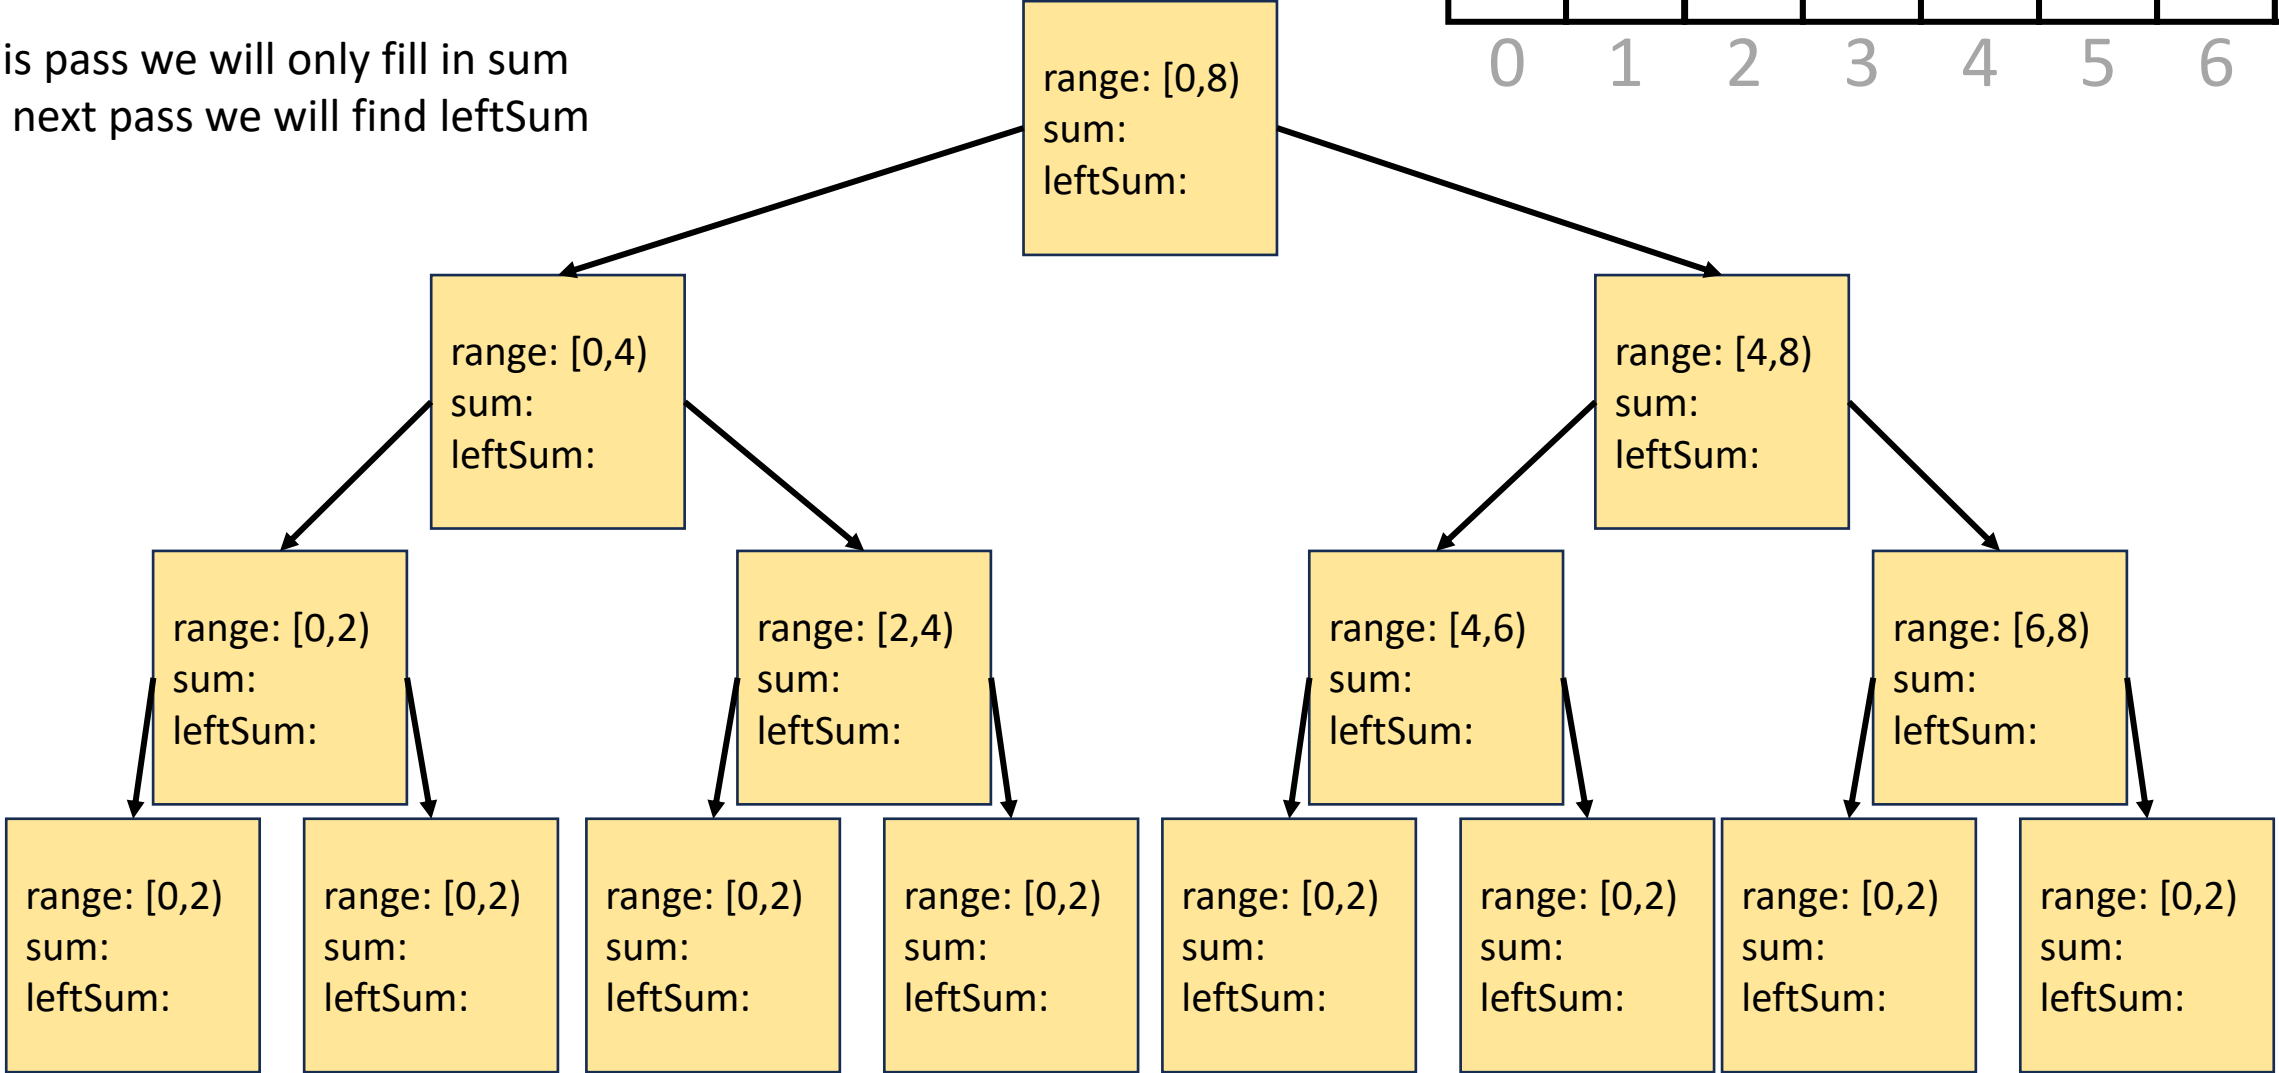 is pass we will only fill in sum
next pass we will find leftSum
0 1 2 3 4 5 6
range: [0,8)
sum:
leftSum:
range: [0,4)
sum:
leftSum:
range: [4,8)
sum:
leftSum:
range: [0,2)
sum:
leftSum:
range: [2,4)
sum:
leftSum:
range: [4,6)
sum:
leftSum:
range: [6,8)
sum:
leftSum:
range: [0,2)
sum:
leftSum:
range: [0,2)
sum:
leftSum:
range: [0,2)
sum:
leftSum:
range: [0,2)
sum:
leftSum:
range: [0,2)
sum:
leftSum:
range: [0,2)
sum:
leftSum:
range: [0,2)
sum:
leftSum:
range: [0,2)
sum:
leftSum: